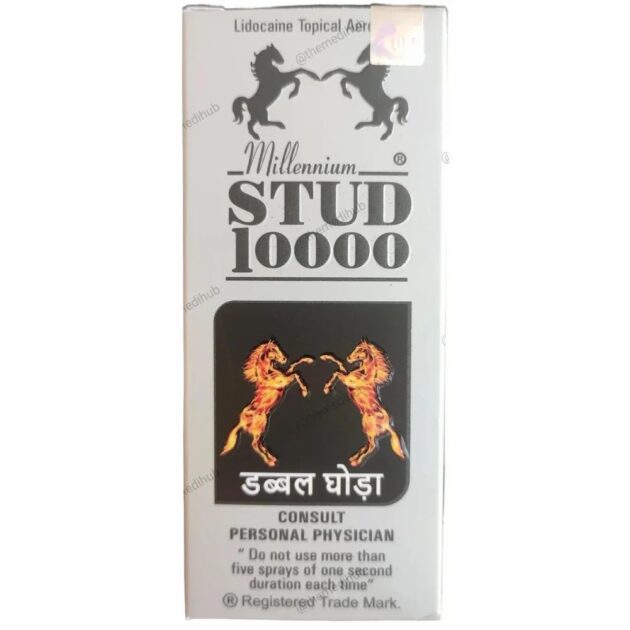 Lidocaine Topical
@themedihub
Millennium ®
STUD
10000
डब्बल घोड़ा
CONSULT
PERSONAL PHYSICIAN
" Do not use more than
five sprays of one second
duration each time"
® Registered Trade Mark.